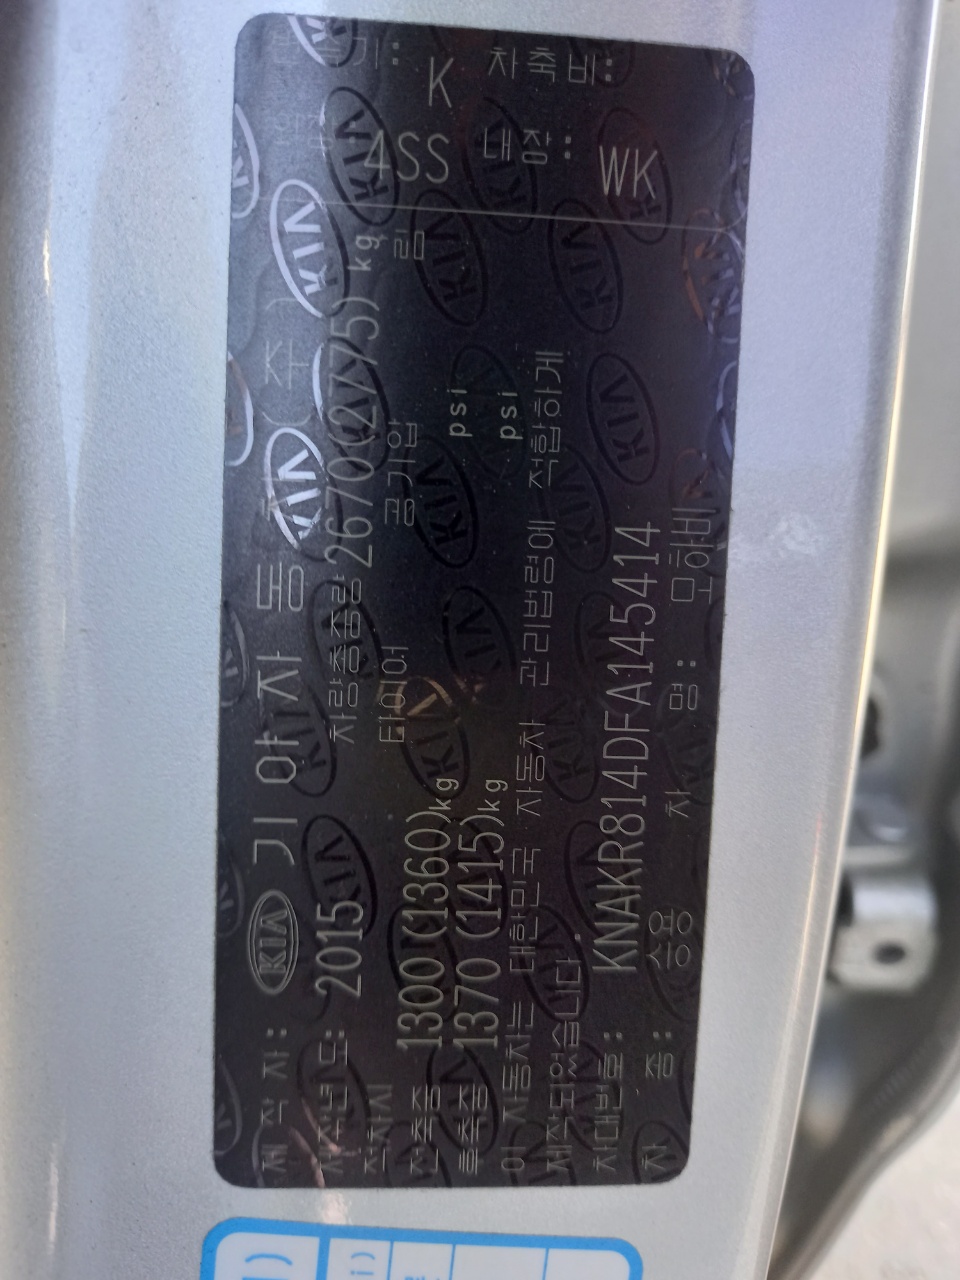 제 작 자: KIA 기 아 자 동 차 ( 주 )
제작년도: 2015 차량총중량 2670(2775) kg
적차시 타이어 공기압 림
전축중 1300(1360)kg psi
후축중 1370(1415)kg psi
이 자동차는 대한민국 자동차 관리법령에 적합하게
제작되었습니다.
차대번호: KNAKR814DFA145414
차 종: 승용 차 명:
K 차축비:
4SS 내장: WK